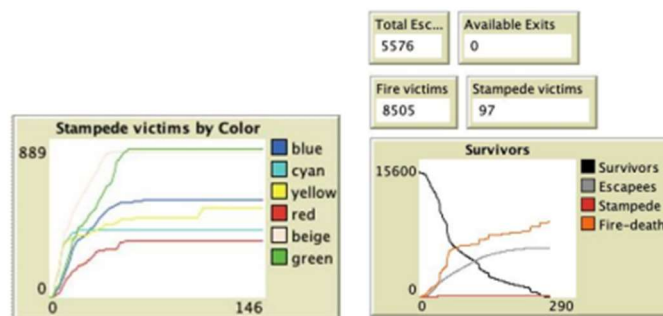 Total Esc...
5576
Available Exits
0
Fire victims
8505
Stampede victims
97
Stampede victims by Color
889
0
0
146
blue
cyan
yellow
red
beige
green
Survivors
15600
0
0
290
Survivors
Escapees
Stampede
Fire-death